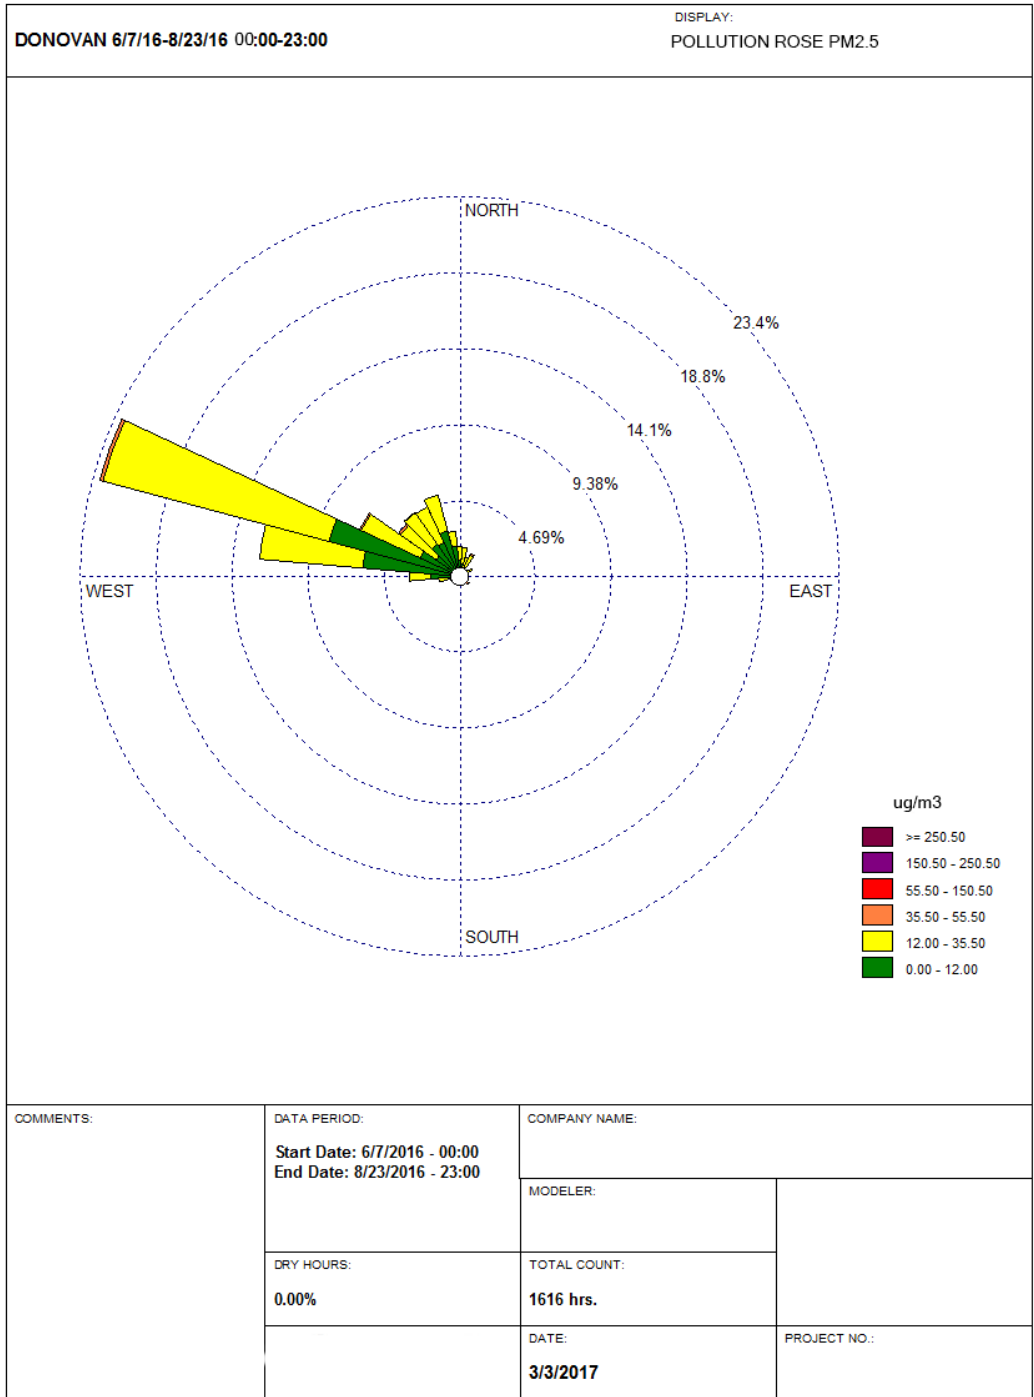 DISPLAY:
DONOVAN 6/7/16-8/23/16 00:00-23:00
POLLUTION ROSE PM2.5
NORTH
23.4%
18.8%
14.1%
9.38%
4.69%
WEST
EAST
SOUTH
ug/m3
>= 250.50
150.50 - 250.50
55.50 - 150.50
35.50 - 55.50
12.00 - 35.50
0.00 - 12.00
COMMENTS:
DATA PERIOD:
Start Date: 6/7/2016 - 00:00
End Date: 8/23/2016 - 23:00
COMPANY NAME:
MODELER:
DRY HOURS:
0.00%
TOTAL COUNT:
1616 hrs.
DATE:
3/3/2017
PROJECT NO.: